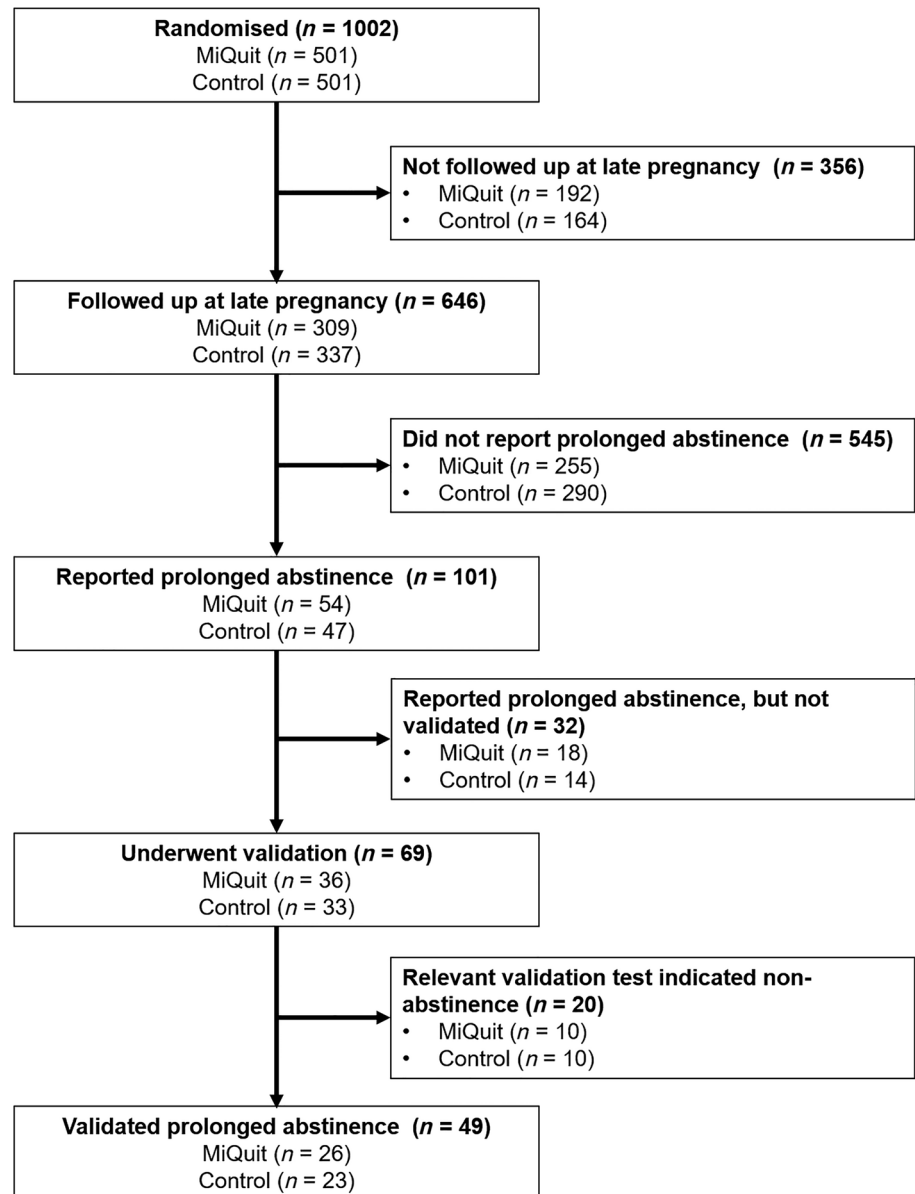 Randomised (n = 1002)
MiQuit (n = 501)
Control (n = 501)
Not followed up at late pregnancy (n = 356)
• MiQuit (n = 192)
• Control (n = 164)
Followed up at late pregnancy (n = 646)
MiQuit (n = 309)
Control (n = 337)
Did not report prolonged abstinence (n = 545)
• MiQuit (n = 255)
• Control (n = 290)
Reported prolonged abstinence (n = 101)
MiQuit (n = 54)
Control (n = 47)
Reported prolonged abstinence, but not
validated (n = 32)
• MiQuit (n = 18)
• Control (n = 14)
Underwent validation (n = 69)
MiQuit (n = 36)
Control (n = 33)
Relevant validation test indicated non-
abstinence (n = 20)
• MiQuit (n = 10)
• Control (n = 10)
Validated prolonged abstinence (n = 49)
MiQuit (n = 26)
Control (n = 23)